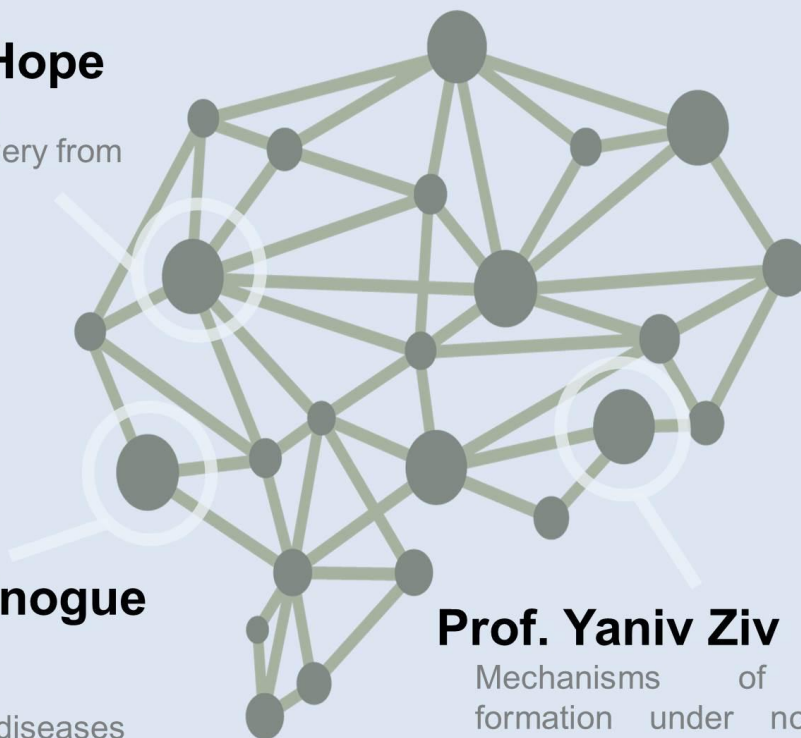 Hope
ery from
nogue
diseases
Prof. Yaniv Ziv
Mechanisms of
formation under no